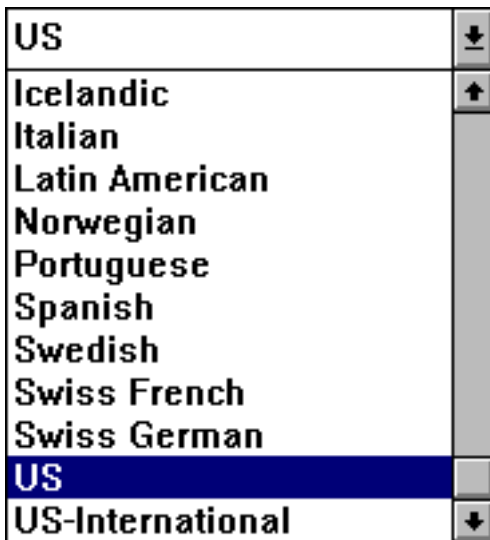 US
Icelandic
Italian
Latin American
Norwegian
Portuguese
Spanish
Swedish
Swiss French
Swiss German
US
US-International